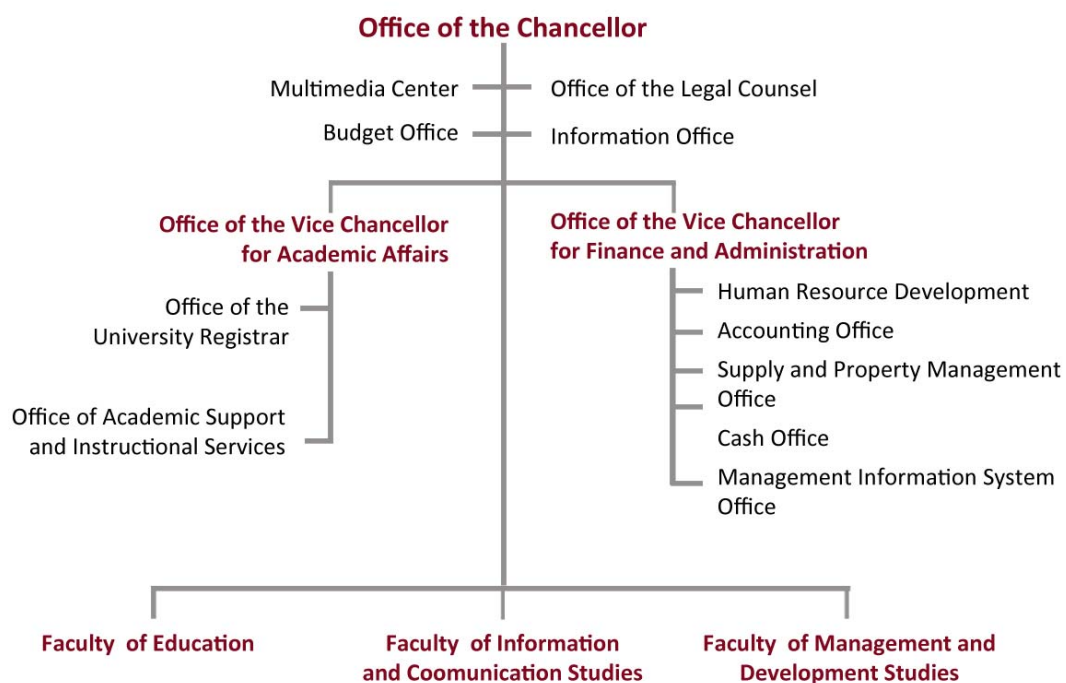 Office of the Chancellor
Multimedia Center
Office of the Legal Counsel
Budget Office
Information Office
Office of the Vice Chancellor
for Academic Affairs
Office of the Vice Chancellor
for Finance and Administration
Office of the
University Registrar
Office of Academic Support
and Instructional Services
Human Resource Development
Accounting Office
Supply and Property Management
Office
Cash Office
Management Information System
Office
Faculty of Education
Faculty of Information
and Coomunication Studies
Faculty of Management and
Development Studies